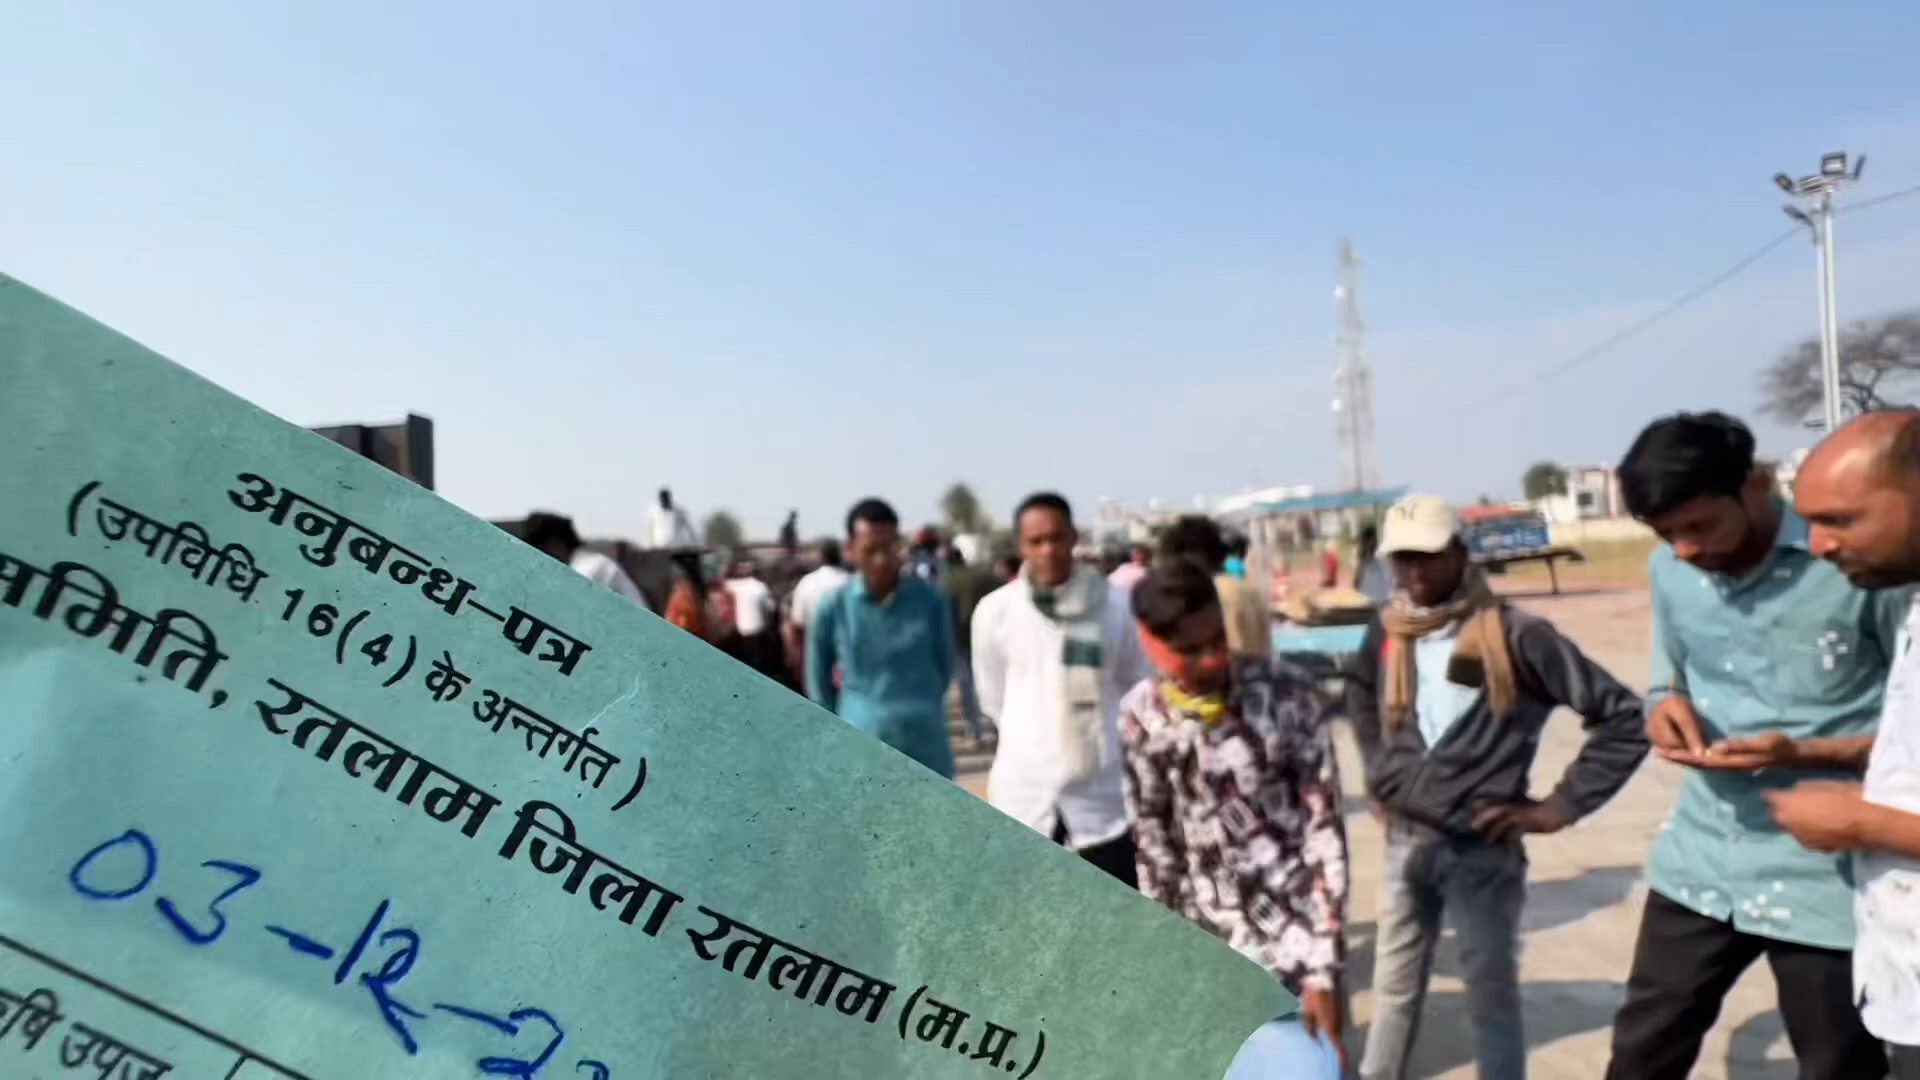 अनुबन्ध-पत्र
(उपविधि 16(4) के अन्तर्गत)
समिति, रतलाम जिला रतलाम (म.प्र.)
03-12-2
उपज